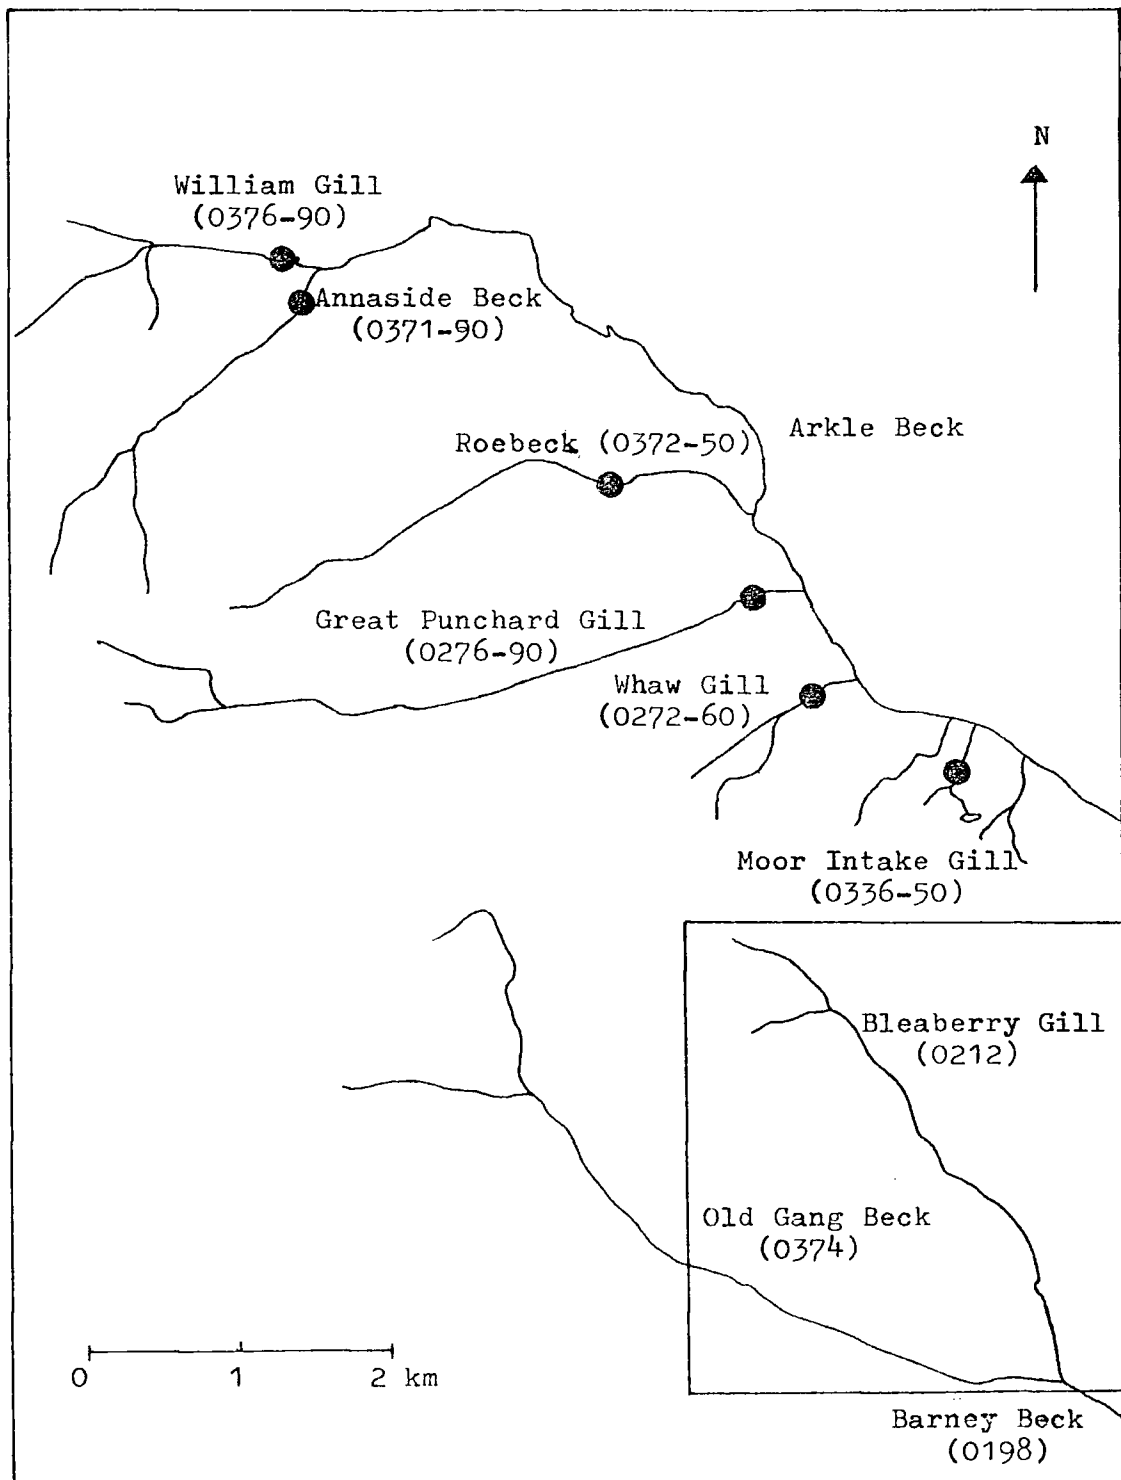 N
William Gill
(0376-90)
Annaside Beck
(0371-90)
Arkle Beck
Roebeck (0372-50)
Great Punchard Gill
(0276-90)
Whaw Gill
(0272-60)
Moor Intake Gill
(0336-50)
Bleaberry Gill
(0212)
Old Gang Beck
(0374)
0 1 2 km
Barney Beck
(0198)